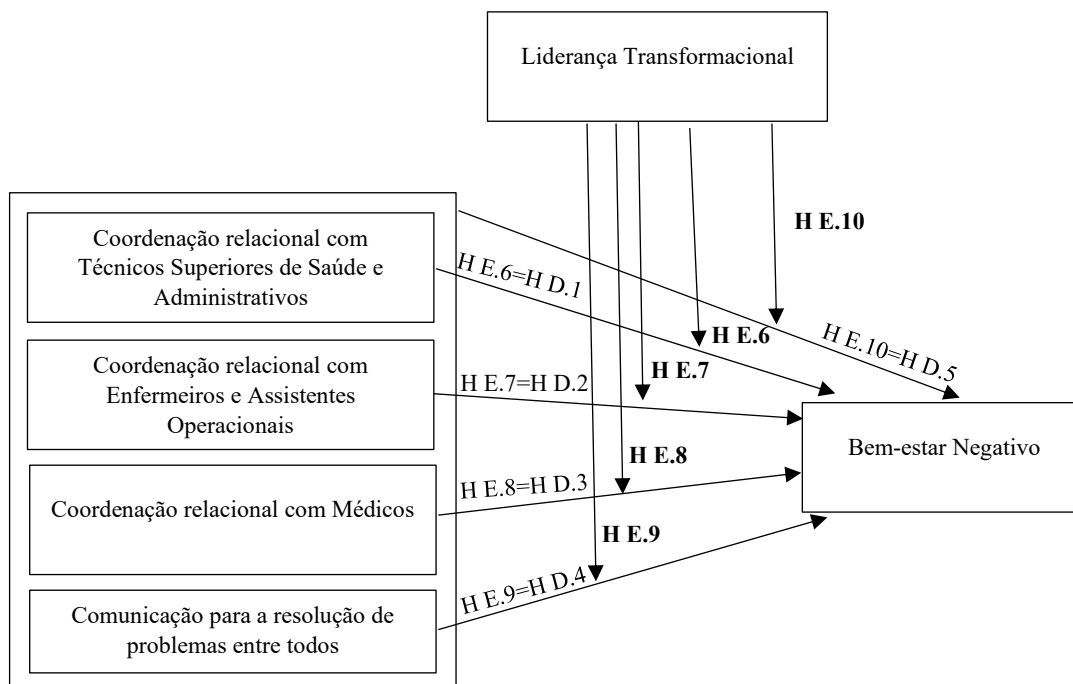 Liderança Transformacional
H E.10
Coordenação relacional com
Técnicos Superiores de Saúde e
Administrativos
H E.6=H D.1
H E.6
H E.10=H D.5
Coordenação relacional com
Enfermeiros e Assistentes
Operacionais
H E.7=H D.2
H E.7
Bem-estar Negativo
Coordenação relacional com Médicos
H E.8=H D.3
H E.8
H E.9
Comunicação para a resolução de
problemas entre todos
H E.9=H D.4